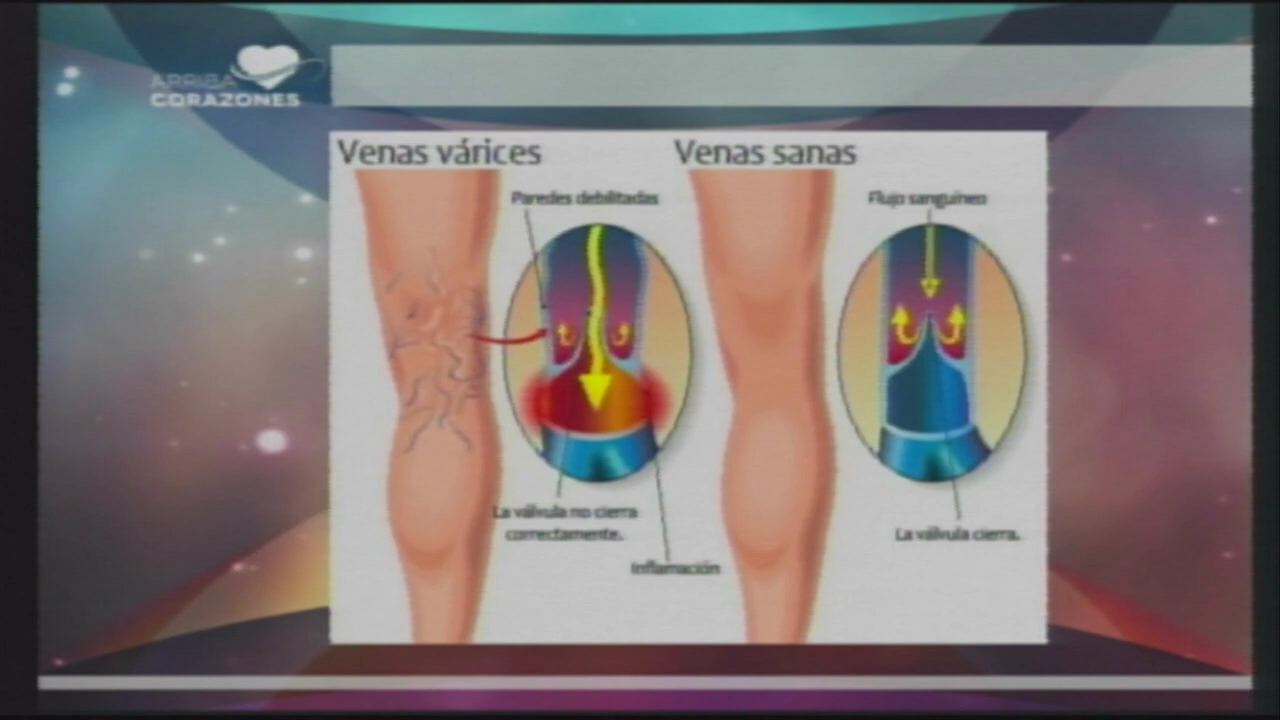 ARRIBA
CORAZONES
Venas várices
Venas sanas
Paredes debilitadas
Flujo sanguíneo
La válvula no cierra
correctamente.
La válvula cierra.
Inflamación